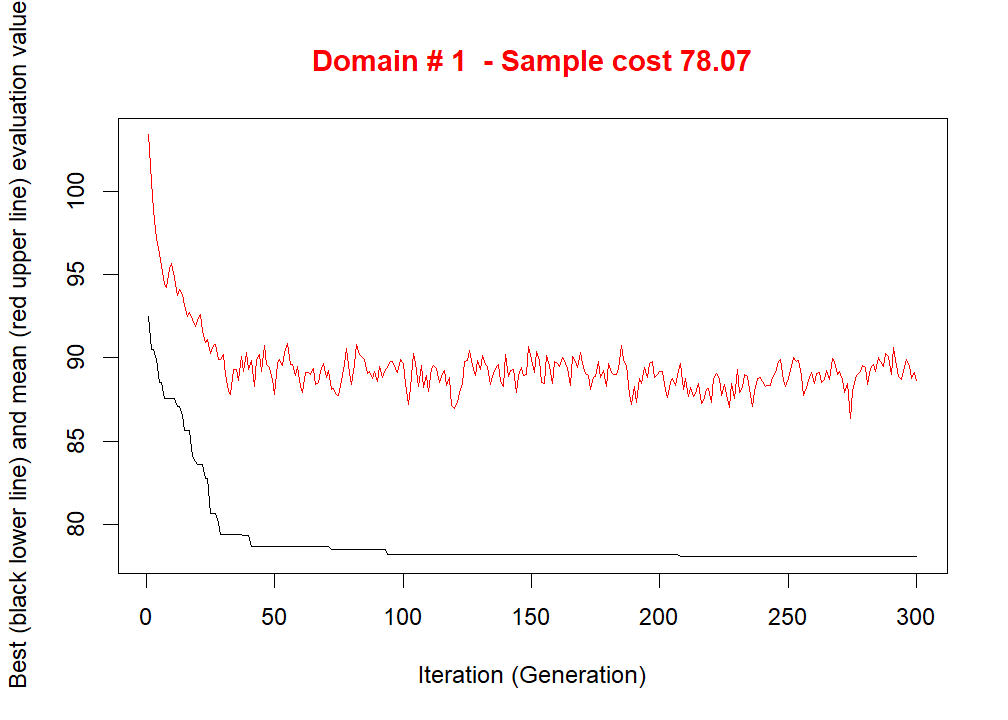 Domain # 1  - Sample cost 78.07
Best (black lower line) and mean (red upper line) evaluation value
100
95
90
85
80
0 50 100 150 200 250 300
Iteration (Generation)